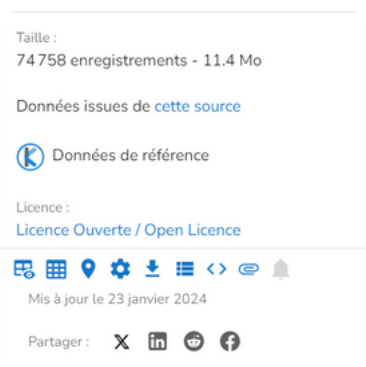 Taille :
74 758 enregistrements - 11.4 Mo
Données issues de cette source
Données de référence
Licence :
Licence Ouverte / Open Licence
Mis à jour le 23 janvier 2024
Partager :